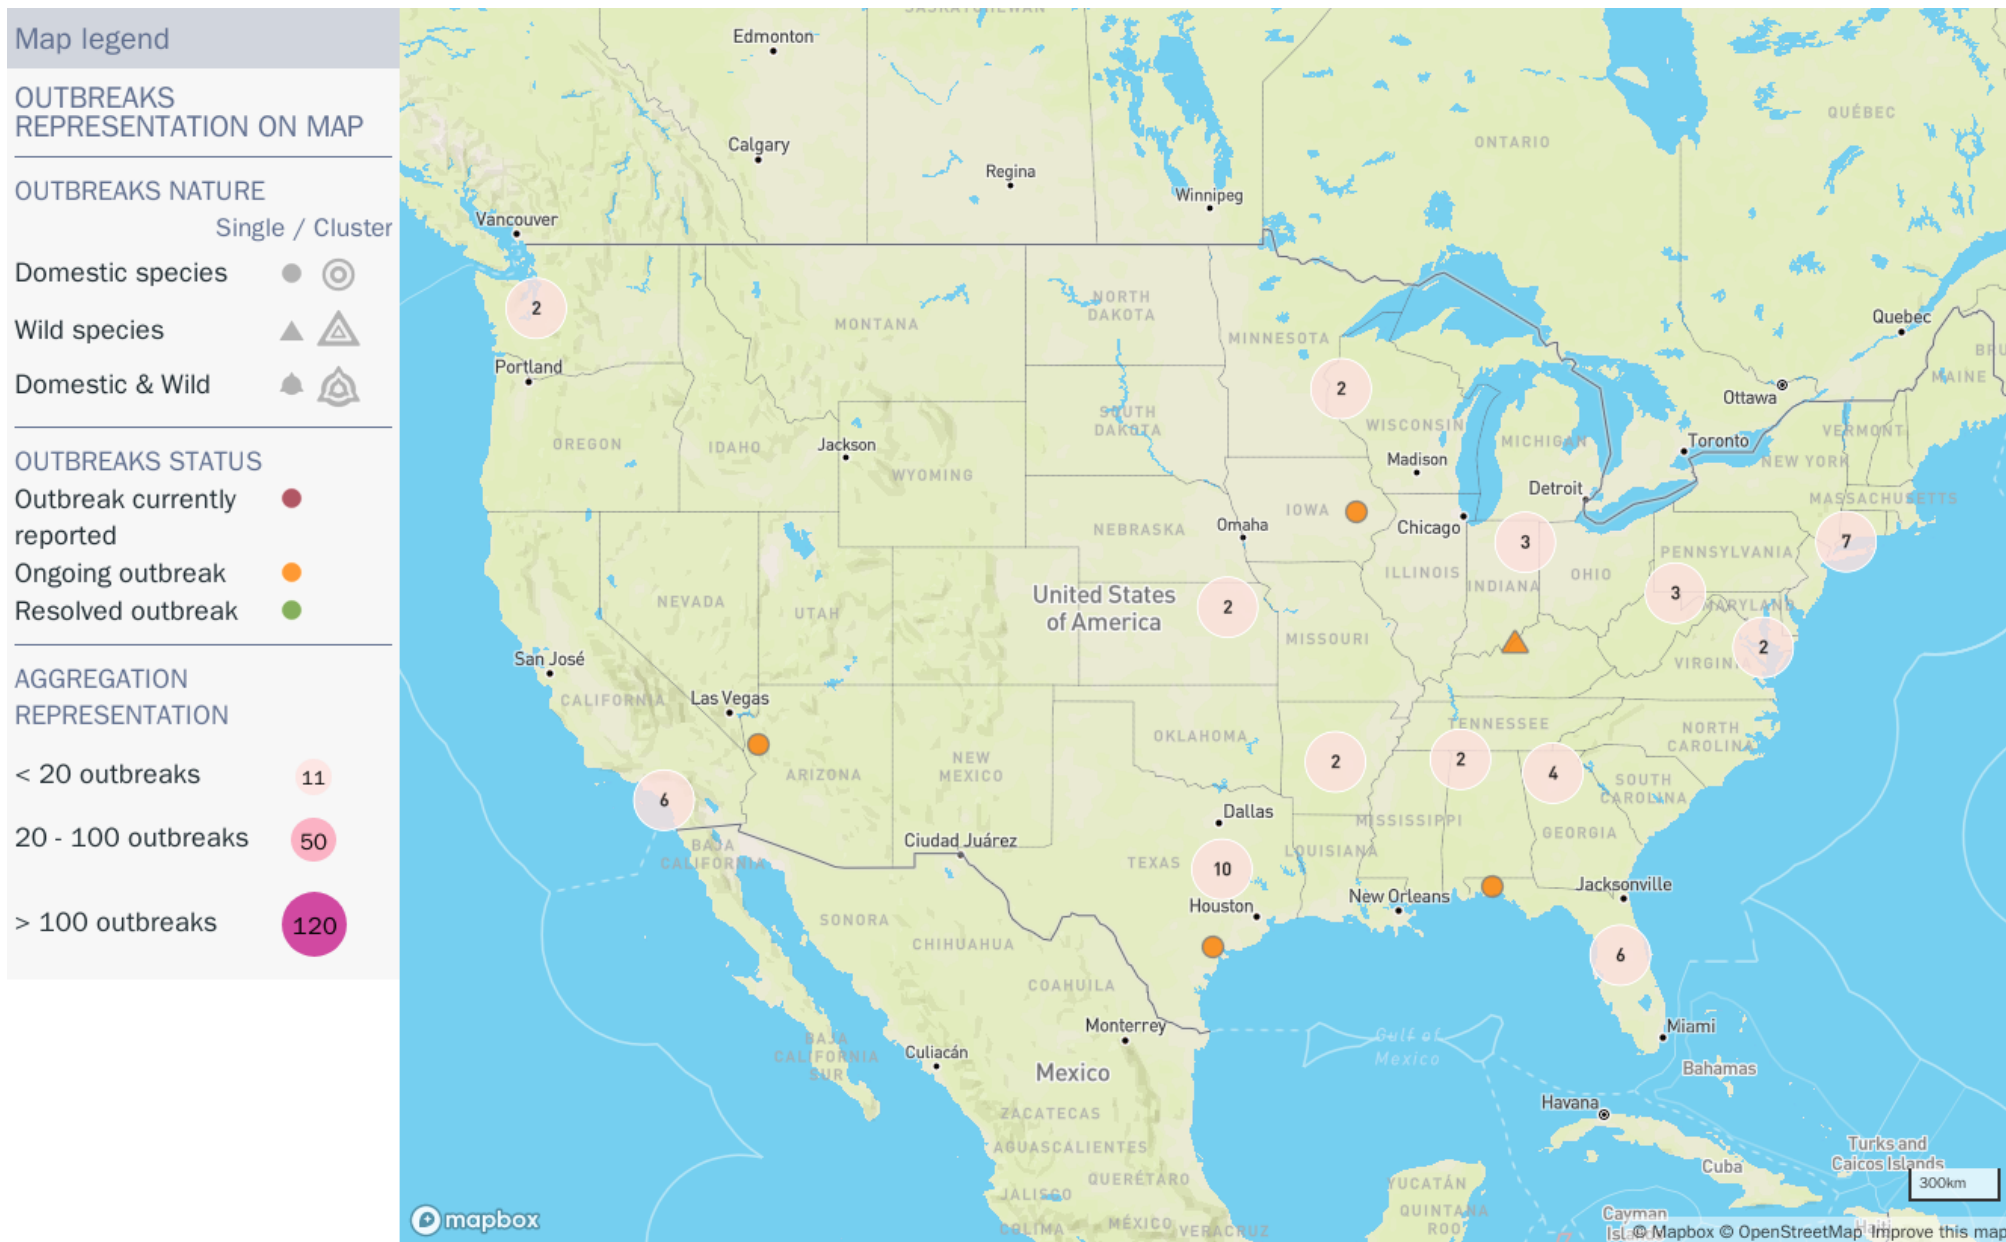 Map legend
OUTBREAKS
REPRESENTATION ON MAP
OUTBREAKS NATURE
Single / Cluster
Domestic species
Wild species
Domestic & Wild
OUTBREAKS STATUS
Outbreak currently
reported
Ongoing outbreak
Resolved outbreak
AGGREGATION
REPRESENTATION
< 20 outbreaks
11
20 - 100 outbreaks
50
> 100 outbreaks
120
SASKATCHEWAN
Edmonton
QUÉBEC
ONTARIO
Calgary
Regina
Winnipeg
Vancouver
NORTH
DAKOTA
2
MONTANA
Quebec
MINNESOTA
BRU
Portland
MAINE
2
Ottawa
SOUTH
DAKOTA
WISCONSIN
VERMONT
OREGON
IDAHO
Jackson
MICHIGAN
Toronto
Madison
NEW YORK
WYOMING
Detroit
MASSACHUSETTS
IOWA
Omaha
Chicago
NEBRASKA
3
7
PENNSYLVANIA
ILLINOIS
OHIO
INDIANA
United States
of America
2
3
NEVADA
UTAH
MARYLAND
MISSOURI
2
San José
VIRGINIA
CALIFORNIA
Las Vegas
TENNESSEE
OKLAHOMA
NORTH
CAROLINA
NEW
MEXICO
ARIZONA
2
2
4
SOUTH
CAROLINA
6
Dallas
MISSISSIPPI
GEORGIA
Ciudad Juárez
BAJA
CALIFORNIA
LOUISIANA
TEXAS
10
Jacksonville
New Orleans
Houston
SONORA
CHIHUAHUA
6
COAHUILA
Monterrey
Miami
Gulf of
Mexico
BAJA
CALIFORNIA
SUR
Culiacán
Mexico
Bahamas
Havana
ZACATECAS
AGUASCALIENTES
Turks and
Caicos Islands
Cuba
QUERÉTARO
YUCATÁN
300km
JALISCO
QUINTANA
ROO
Cayman
Isl
COLIMA
MÉXICO
VERACRUZ
Haiti
mapbox
© Mapbox © OpenStreetMap Improve this map